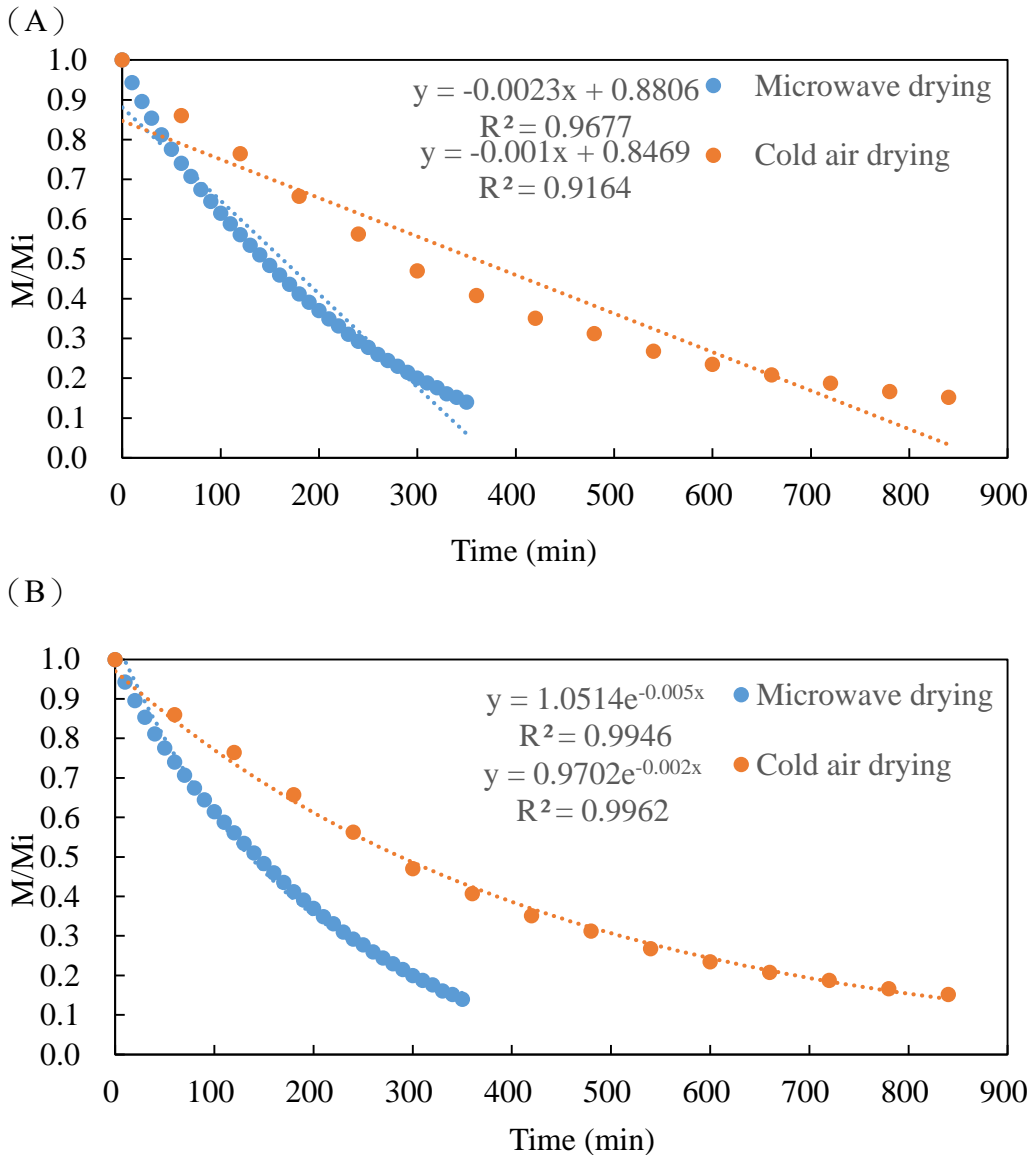 （A）
1.0
0.9
0.8
0.7
0.6
0.5
0.4
0.3
0.2
0.1
0.0
M/Mi
y = -0.0023x + 0.8806
R² = 0.9677
y = -0.001x + 0.8469
R² = 0.9164
Microwave drying
Cold air drying
0 100 200 300 400 500 600 700 800 900
Time (min)
（B）
1.0
0.9
0.8
0.7
0.6
0.5
0.4
0.3
0.2
0.1
0.0
M/Mi
y = 1.0514e^-0.005x
R² = 0.9946
y = 0.9702e^-0.002x
R² = 0.9962
Microwave drying
Cold air drying
0 100 200 300 400 500 600 700 800 900
Time (min)